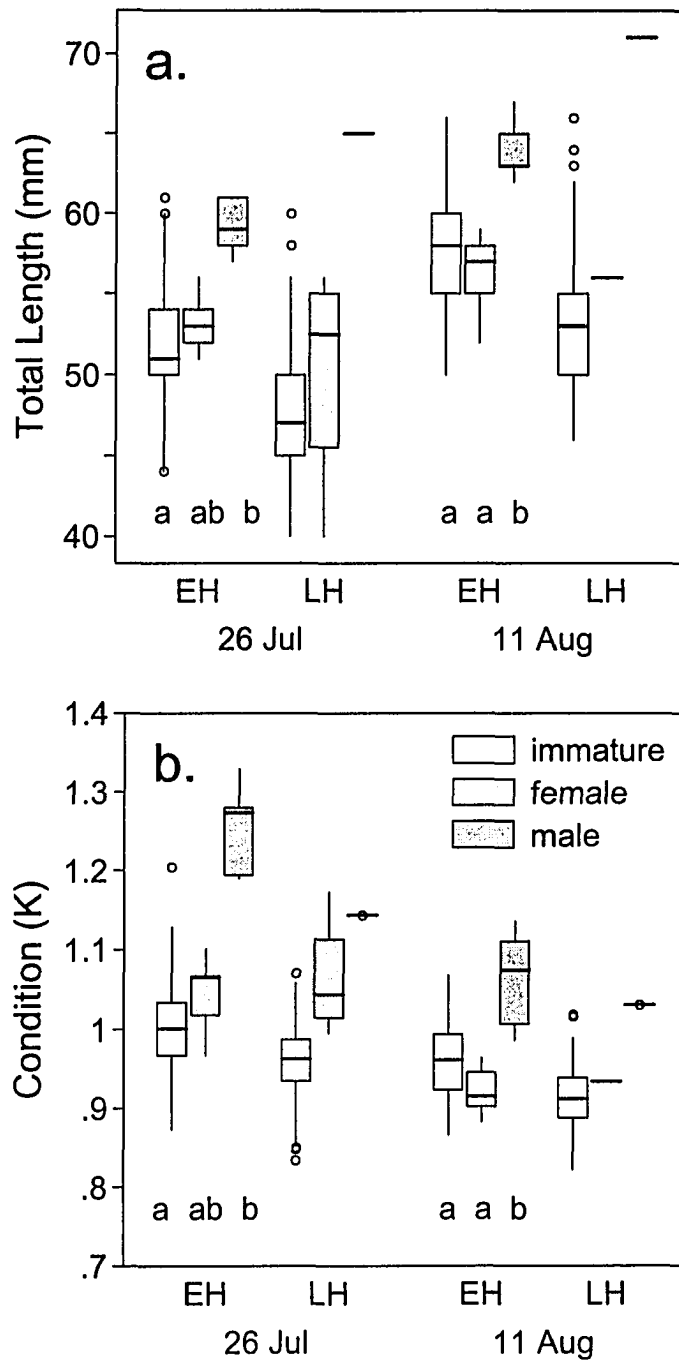 a.
Total Length (mm)
70
60
50
40
a ab b a a b
EH LH EH LH
26 Jul 11 Aug
b.
Condition (K)
1.4
1.3
1.2
1.1
1
.9
.8
.7
immature
female
male
a ab b a a b
EH LH EH LH
26 Jul 11 Aug